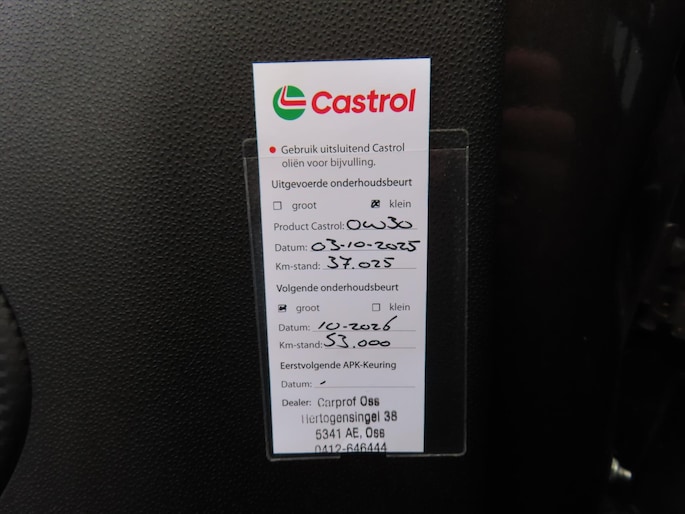 Castrol
Gebruik uitsluitend Castrol
oliën voor bijvulling.
Uitgevoerde onderhoudsbeurt
groot klein
Product Castrol: 0W30
Datum: 03-10-2025
Km-stand: 37.025
Volgende onderhoudsbeurt
groot klein
Datum: 10-2026
Km-stand: 53.000
Eerstvolgende APK-Keuring
Datum: -
Dealer: Carprof Oss
Hertogensingel 38
5341 AE, Oss
0412-646444